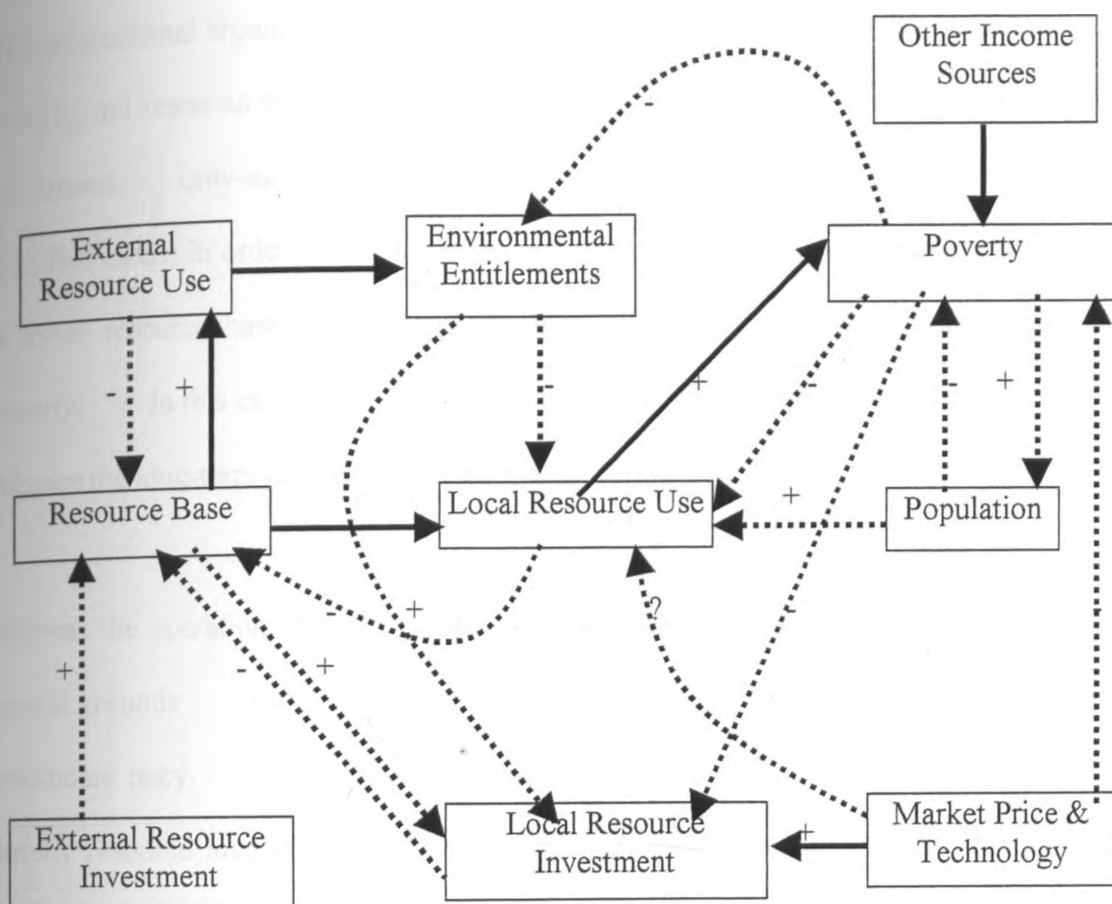 Other Income
Sources
-
External
Resource Use
Environmental
Entitlements
Poverty
-
+
-
+
-
-
+
Resource Base
Local Resource Use
+
Population
-
+
?
-
+
+
-
-
External Resource
Investment
Local Resource
Investment
+
Market Price &
Technology